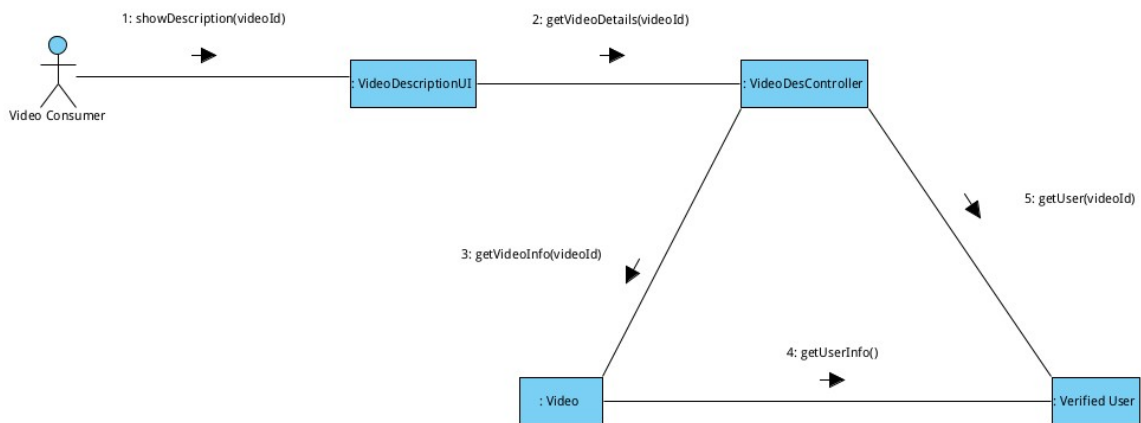 1: showDescription(videoId)
2: getVideoDetails(videoId)
: VideoDescriptionUI
: VideoDesController
Video Consumer
5: getUser(videoId)
3: getVideoInfo(videoId)
4: getUserInfo()
: Video
: Verified User